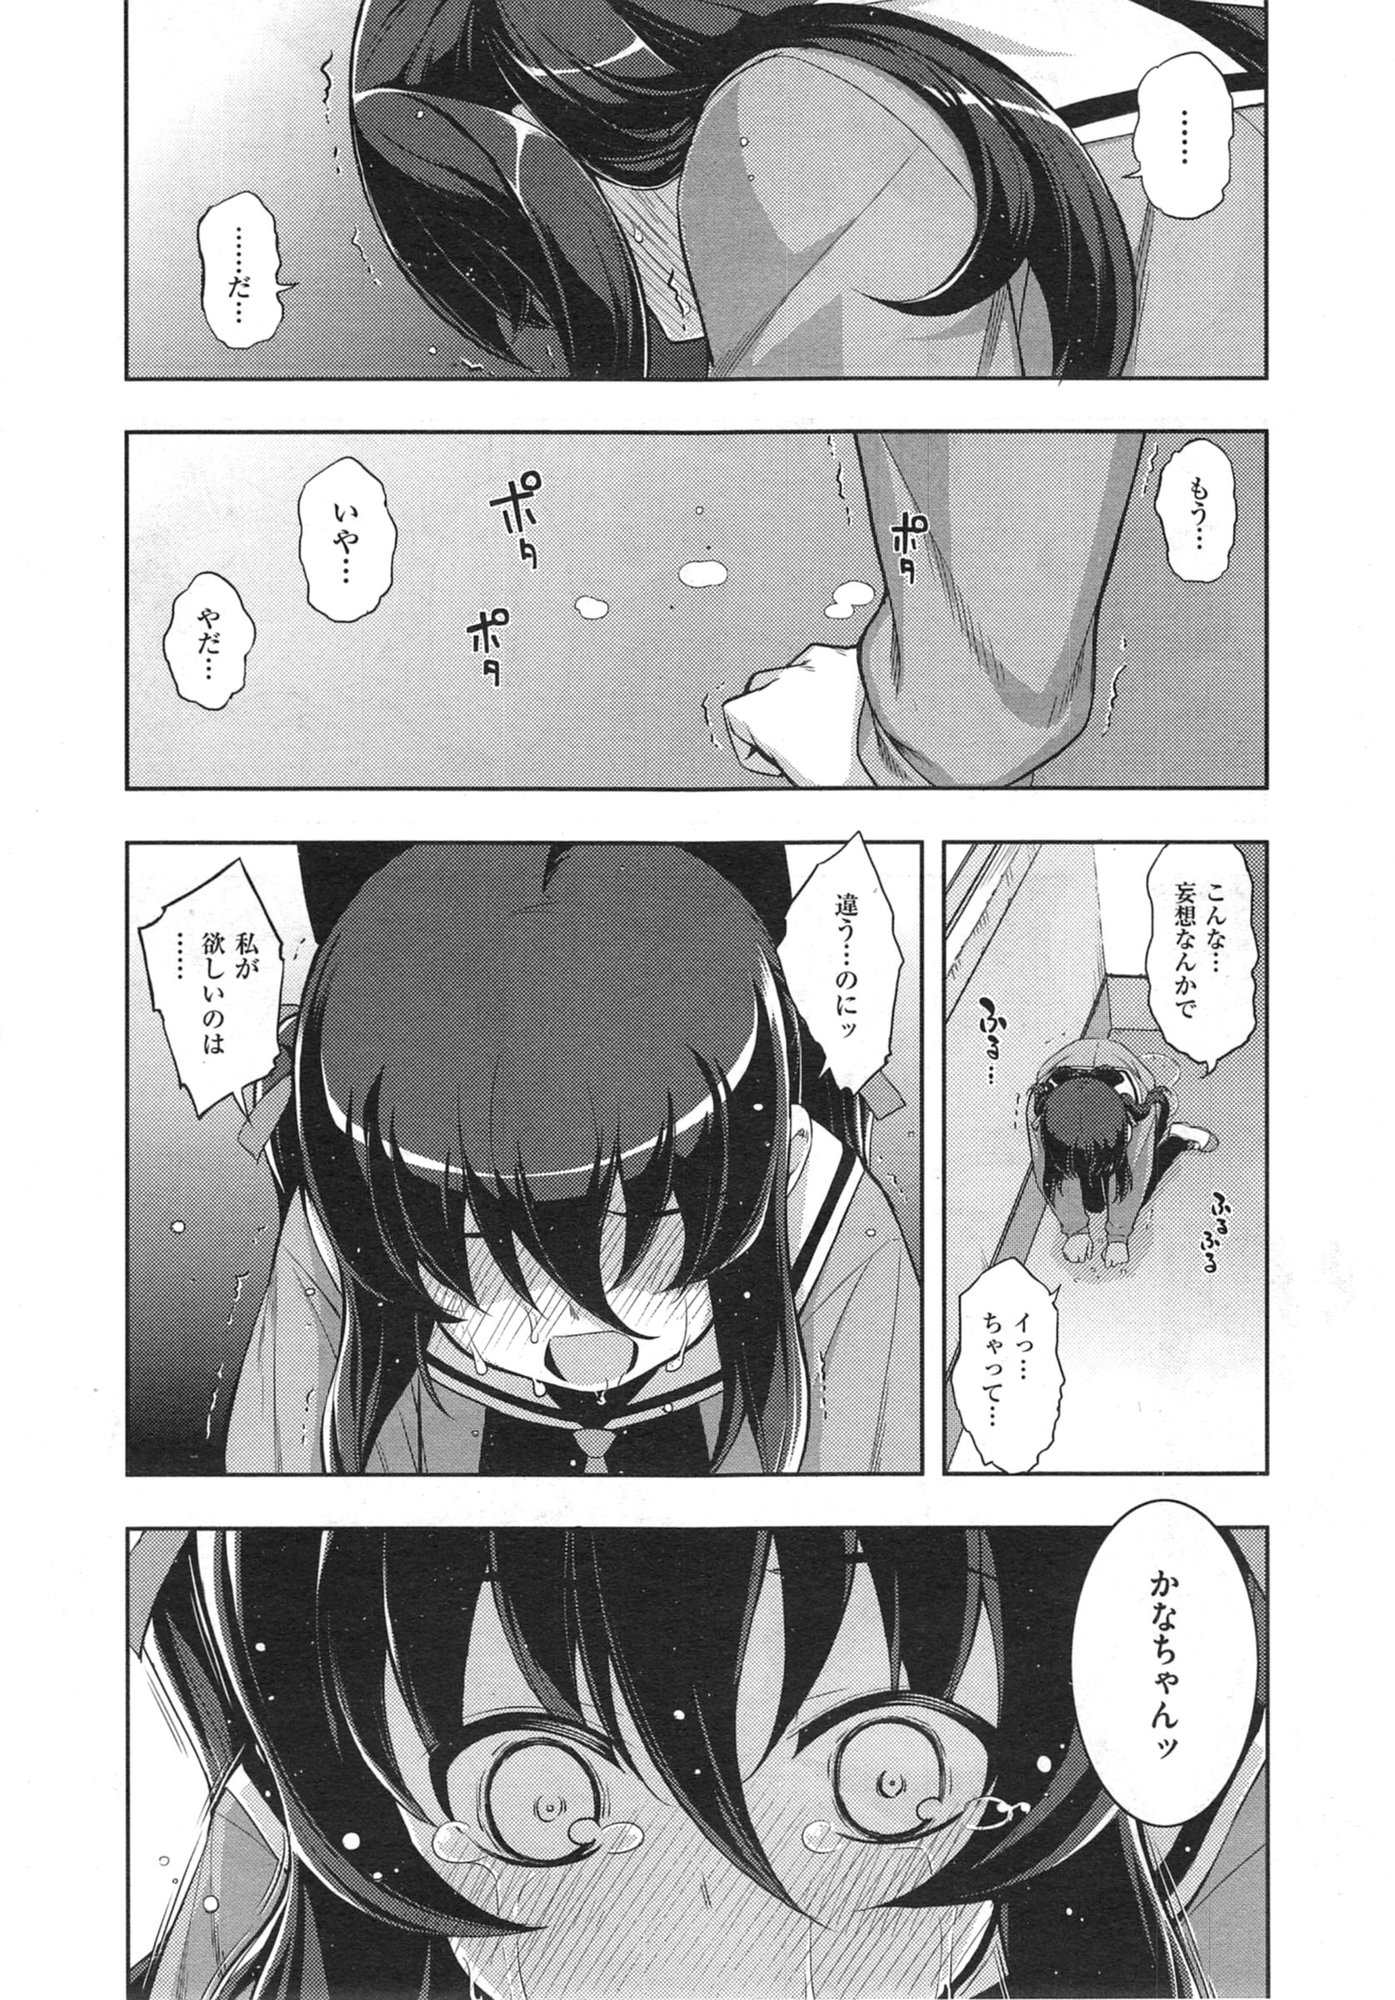 ……
……だ…
もう…
ポタ
ポタ
ポタ
いや…
やだ…
こんな…
妄想なんかで
ふる…
ふるふる
イっ…
ちゃって…
違う…のにッ
私が
欲しいのは
……
かなちゃんッ